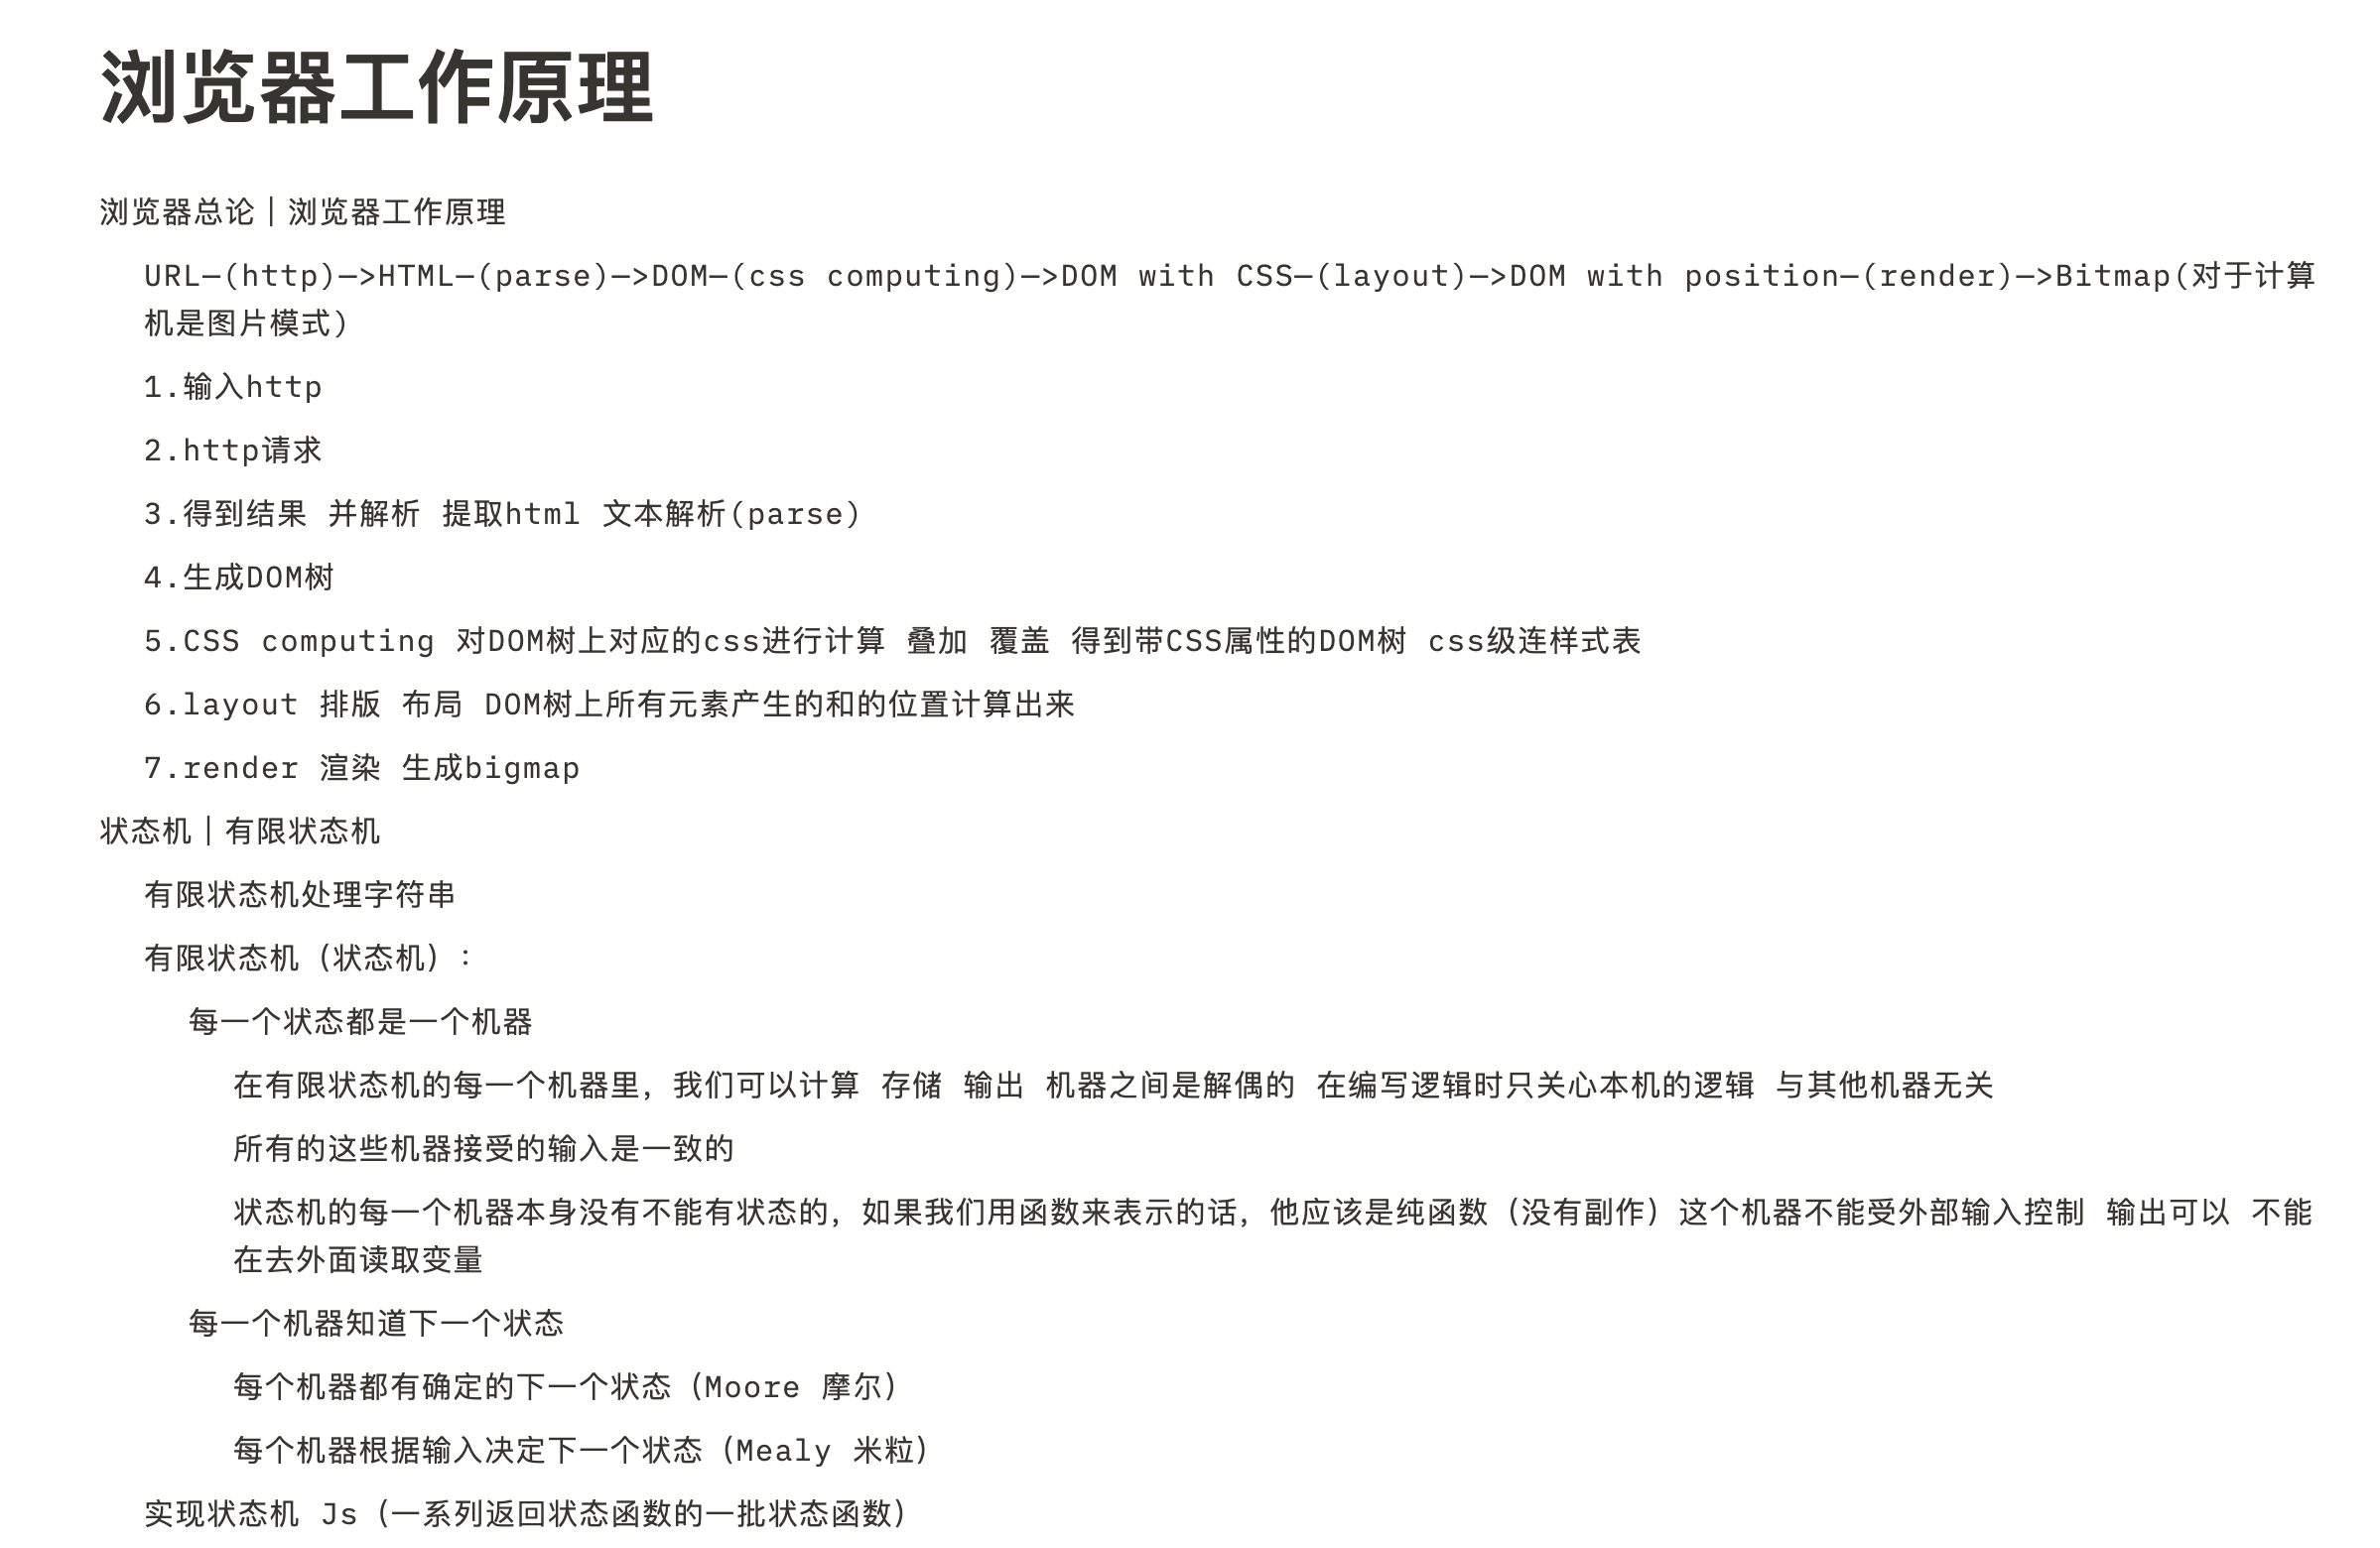 浏览器工作原理
浏览器总论｜浏览器工作原理
URL—(http)—>HTML—(parse)—>DOM—(css computing)—>DOM with CSS—(layout)—>DOM with position—(render)—>Bitmap(对于计算
机是图片模式)
1.输入http
2.http请求
3.得到结果 并解析 提取html 文本解析(parse)
4.生成DOM树
5.CSS computing 对DOM树上对应的css进行计算 叠加 覆盖 得到带CSS属性的DOM树 css级连样式表
6.layout 排版 布局 DOM树上所有元素产生的和的位置计算出来
7.render 渲染 生成bigmap
状态机｜有限状态机
有限状态机处理字符串
有限状态机（状态机）：
每一个状态都是一个机器
在有限状态机的每一个机器里，我们可以计算 存储 输出 机器之间是解偶的 在编写逻辑时只关心本机的逻辑 与其他机器无关
所有的这些机器接受的输入是一致的
状态机的每一个机器本身没有不能有状态的，如果我们用函数来表示的话，他应该是纯函数（没有副作）这个机器不能受外部输入控制 输出可以 不能
在去外面读取变量
每一个机器知道下一个状态
每个机器都有确定的下一个状态（Moore 摩尔）
每个机器根据输入决定下一个状态（Mealy 米粒）
实现状态机 Js（一系列返回状态函数的一批状态函数）